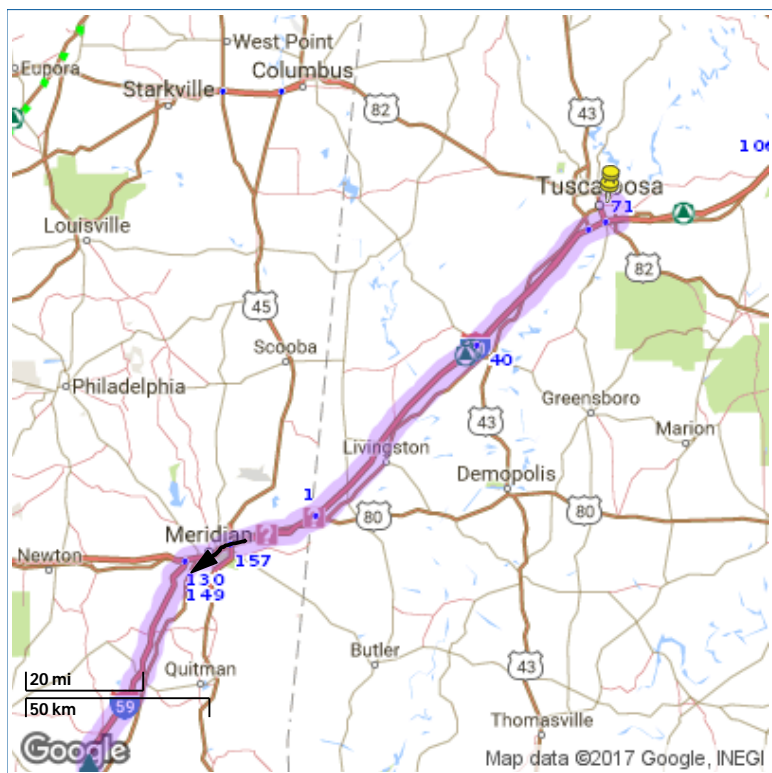 West Point
Columbus
Eupora
Starkville
82
43
106
Tuscaloosa
71
Louisville
82
45
Scooba
40
Philadelphia
Greensboro
43
Marion
Livingston
Demopolis
1
80
80
Meridian
?
?
Newton
157
130
149
Butler
Quitman
43
20 mi
59
50 km
Thomasville
Google
Map data ©2017 Google, INEGI